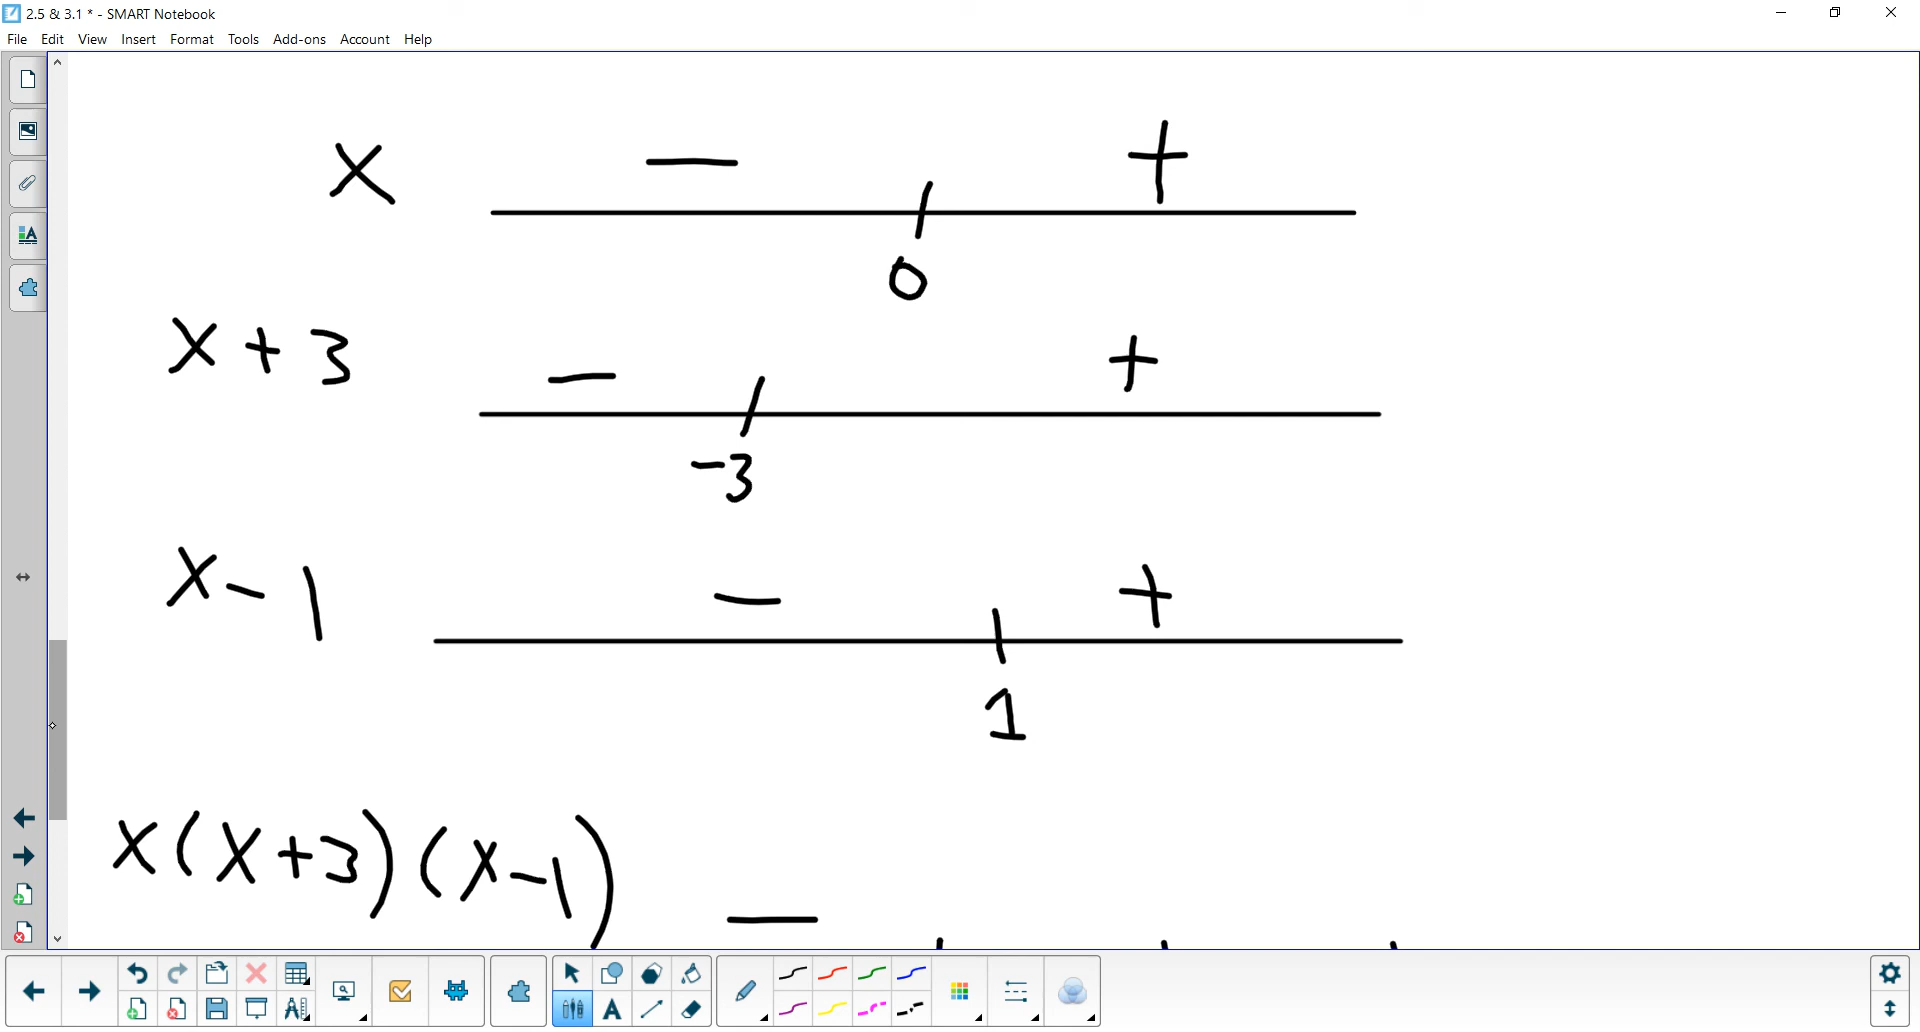 2.5 & 3.1 * - SMART Notebook
File Edit View Insert Format Tools Add-ons Account Help
x − +
0
x + 3 − +
-3
x - 1 − +
1
x(x+3)(x-1) −